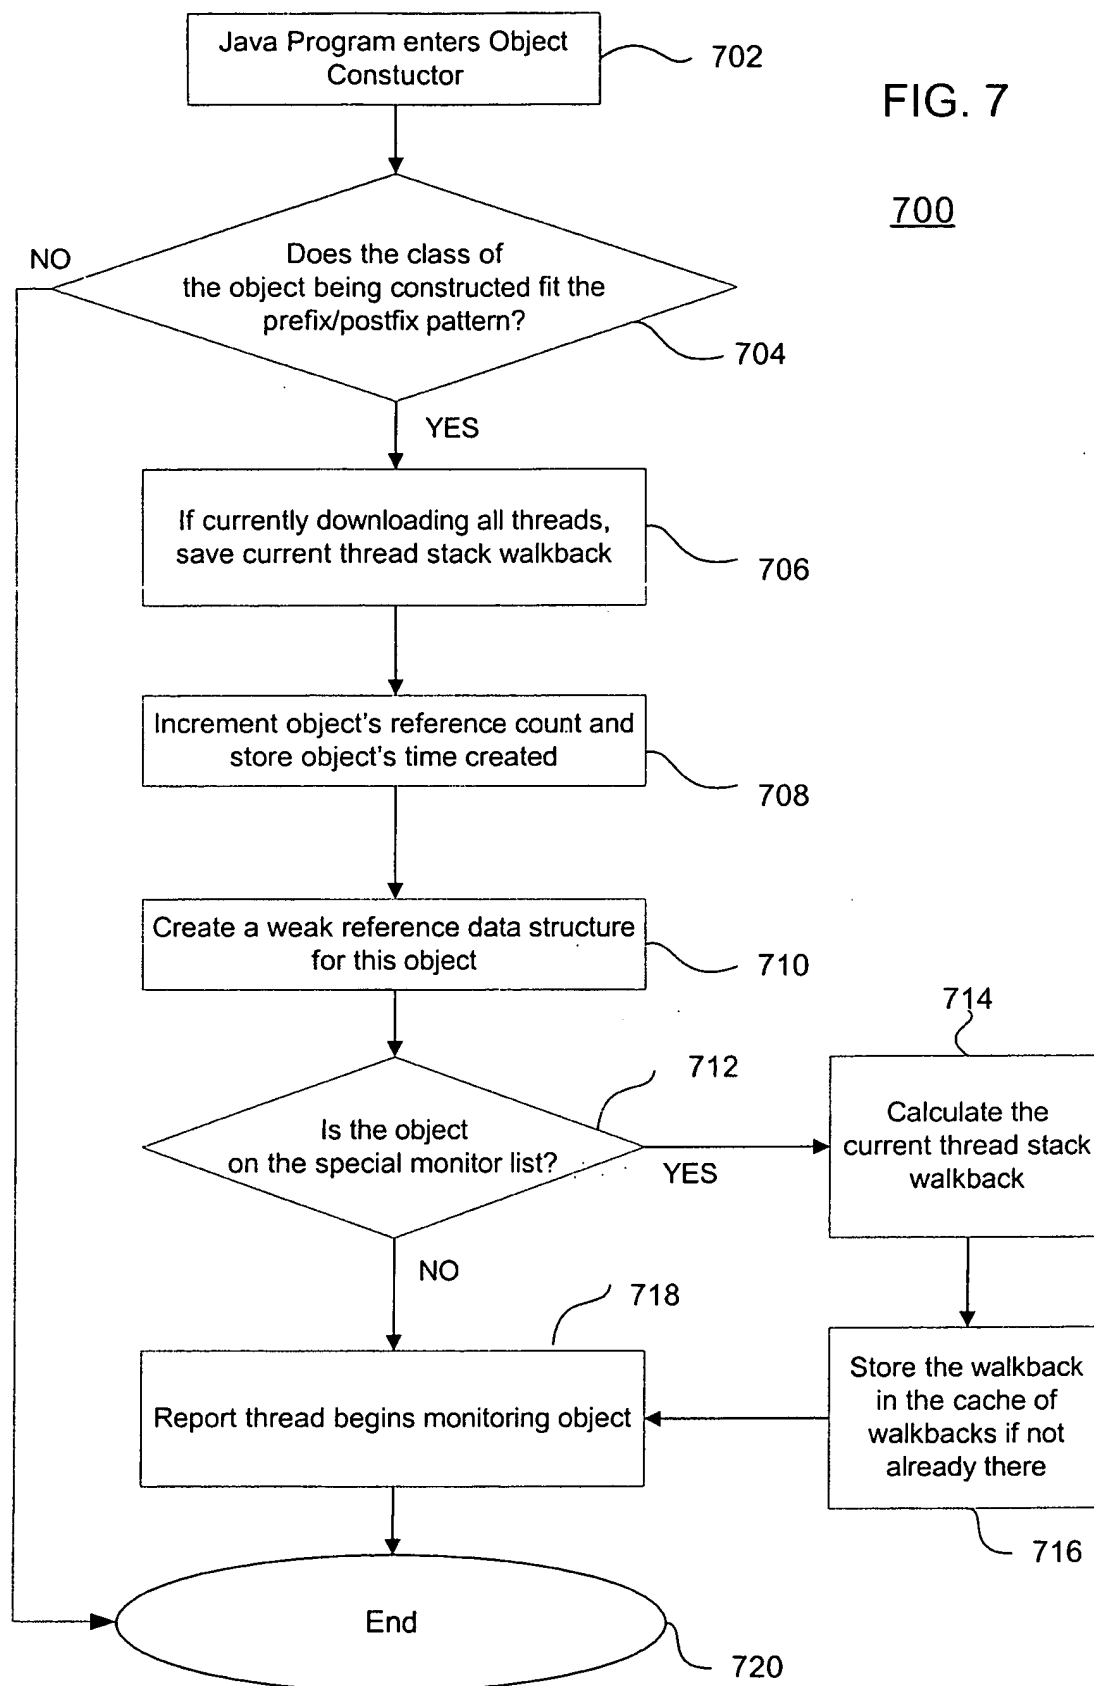 Java Program enters Object
Constuctor
702
FIG. 7
700
NO
Does the class of
the object being constructed fit the
prefix/postfix pattern?
704
YES
If currently downloading all threads,
save current thread stack walkback
706
Increment object's reference count and
store object's time created
708
Create a weak reference data structure
for this object
710
712
714
Is the object
on the special monitor list?
YES
Calculate the
current thread stack
walkback
NO
718
Report thread begins monitoring object
Store the walkback
in the cache of
walkbacks if not
already there
716
End
720